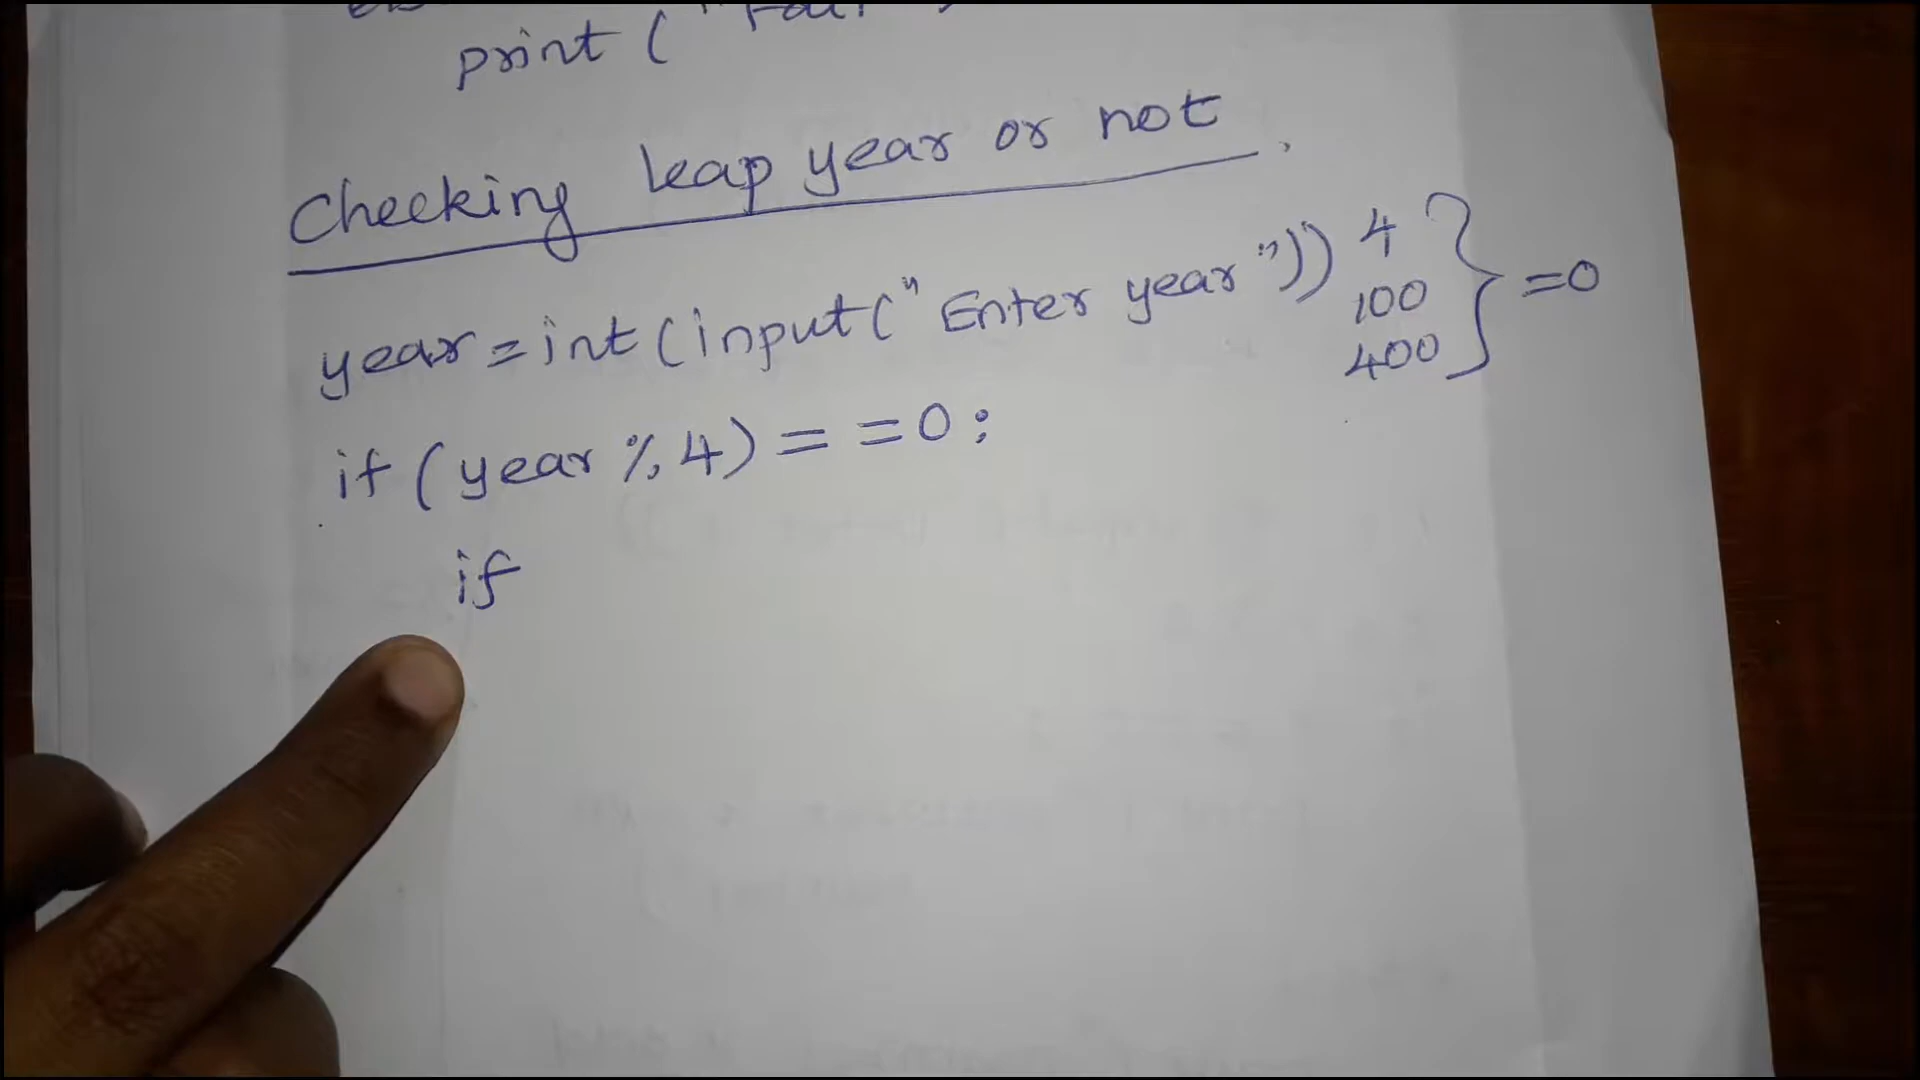 print ("
Checking leap year or not.
year = int (input ("Enter year")) 4
100
400
} =0
if (year % 4) = =0 :
if